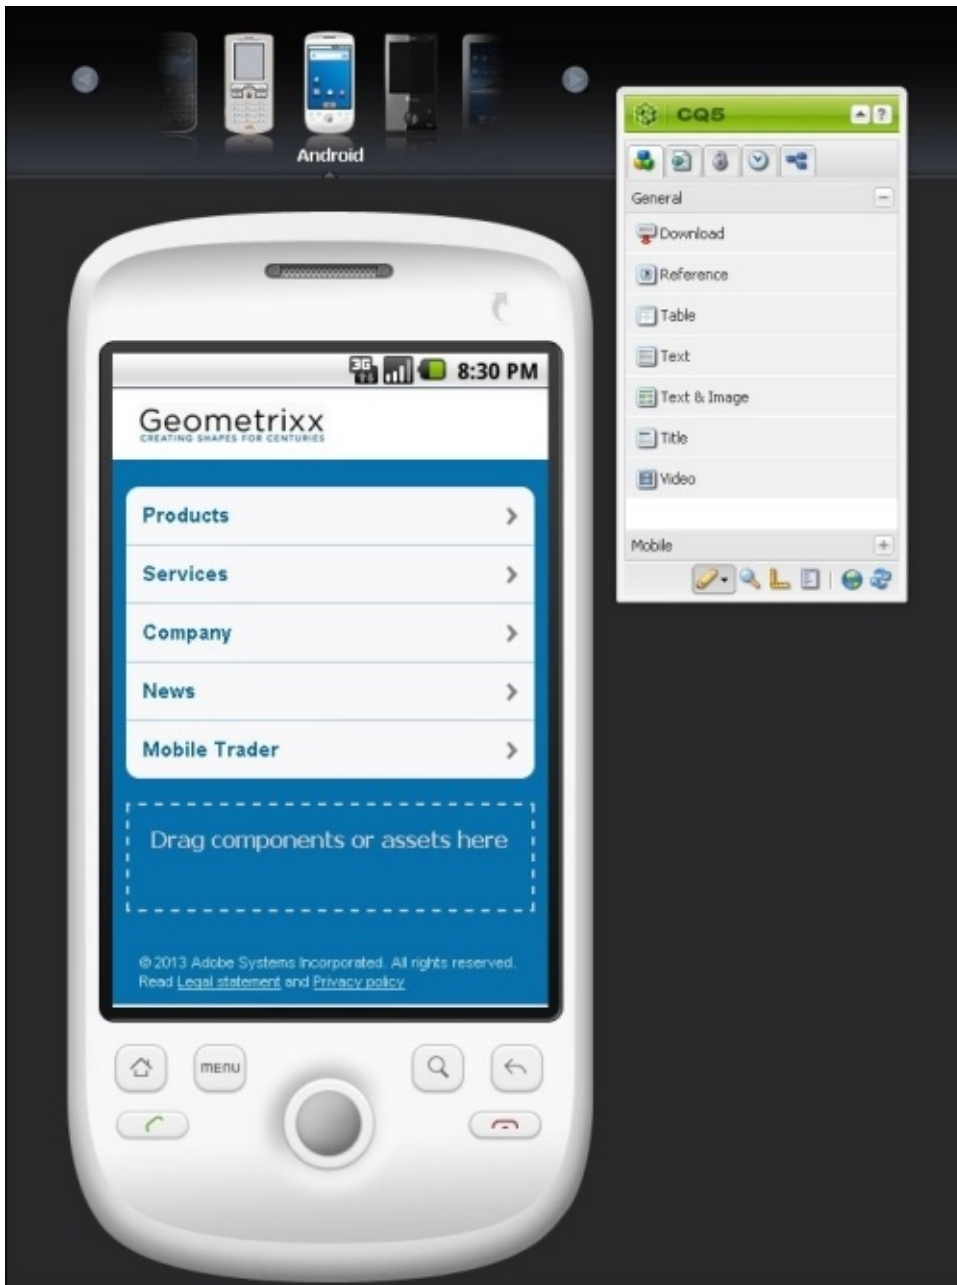 Android
CQ5
?
General
Download
Reference
Table
Text
Text & Image
Title
Video
Mobile
3G
8:30 PM
Geometrixx
CREATING SHAPES FOR CENTURIES
Products
Services
Company
News
Mobile Trader
Drag components or assets here
© 2013 Adobe Systems Incorporated. All rights reserved.
Read Legal statement and Privacy policy
MENU